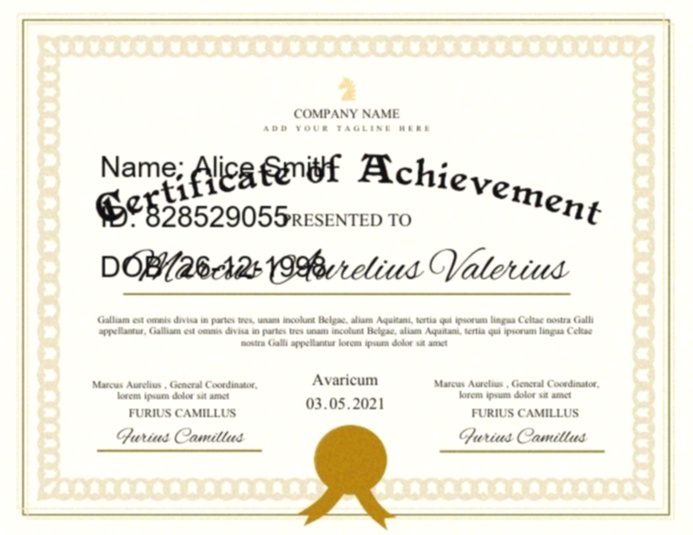 COMPANY NAME
ADD YOUR TAGLINE HERE
Name: Alice Smith
Certificate of Achievement
ID: 828529055
PRESENTED TO
DOB: 26-12-1998
Marcus Aurelius Valerius
Galliam est omnis divisa in partes tres, unam incolunt Belgae, aliam Aquitani, tertia qui ipsorum lingua Celtae nostra Galli
appellantur, Galliam est omnis divisa in partes tres unam incolunt Belgae, aliam Aquitani, tertia qui ipsorum lingua Celtae
nostra Galli appellantur lorem ipsum dolor sit amet
Marcus Aurelius , General Coordinator,
lorem ipsum dolor sit amet
FURIUS CAMILLUS
Furius Camillus
Avaricum
03.05.2021
Marcus Aurelius , General Coordinator,
lorem ipsum dolor sit amet
FURIUS CAMILLUS
Furius Camillus